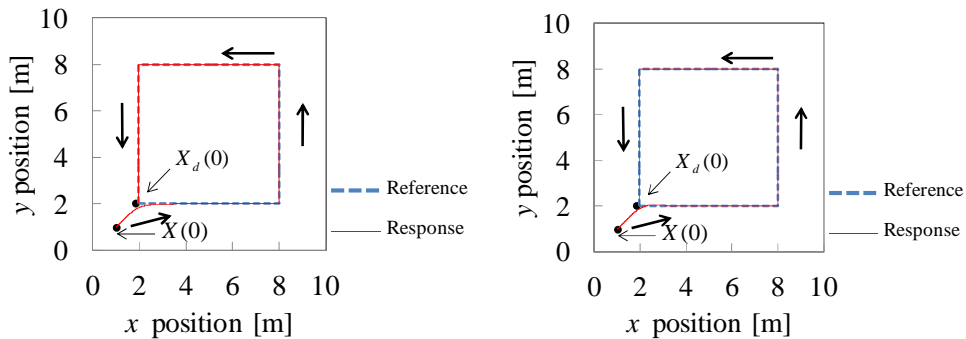 10
8
6
4
2
0
y position [m]
X_d(0)
X(0)
Reference
Response
0 2 4 6 8 10
x position [m]
10
8
6
4
2
0
y position [m]
X_d(0)
X(0)
Reference
Response
0 2 4 6 8 10
x position [m]